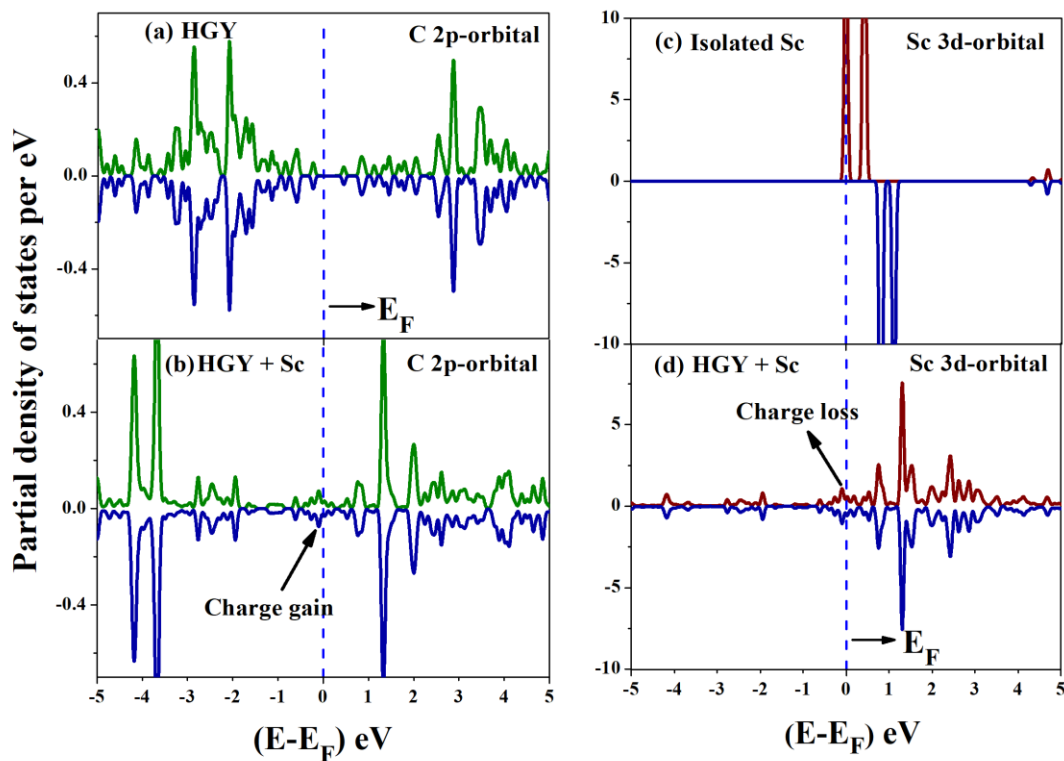 Partial density of states per eV
(a) HGY
C 2p-orbital
0.4
0.0
-0.4
E_F
(b) HGY + Sc
C 2p-orbital
0.4
0.0
-0.4
Charge gain
-5 -4 -3 -2 -1 0 1 2 3 4 5
(E-E_F) eV
(c) Isolated Sc
Sc 3d-orbital
10
5
0
-5
-10
(d) HGY + Sc
Sc 3d-orbital
Charge loss
5
0
-5
-10
E_F
-5 -4 -3 -2 -1 0 1 2 3 4 5
(E-E_F) eV